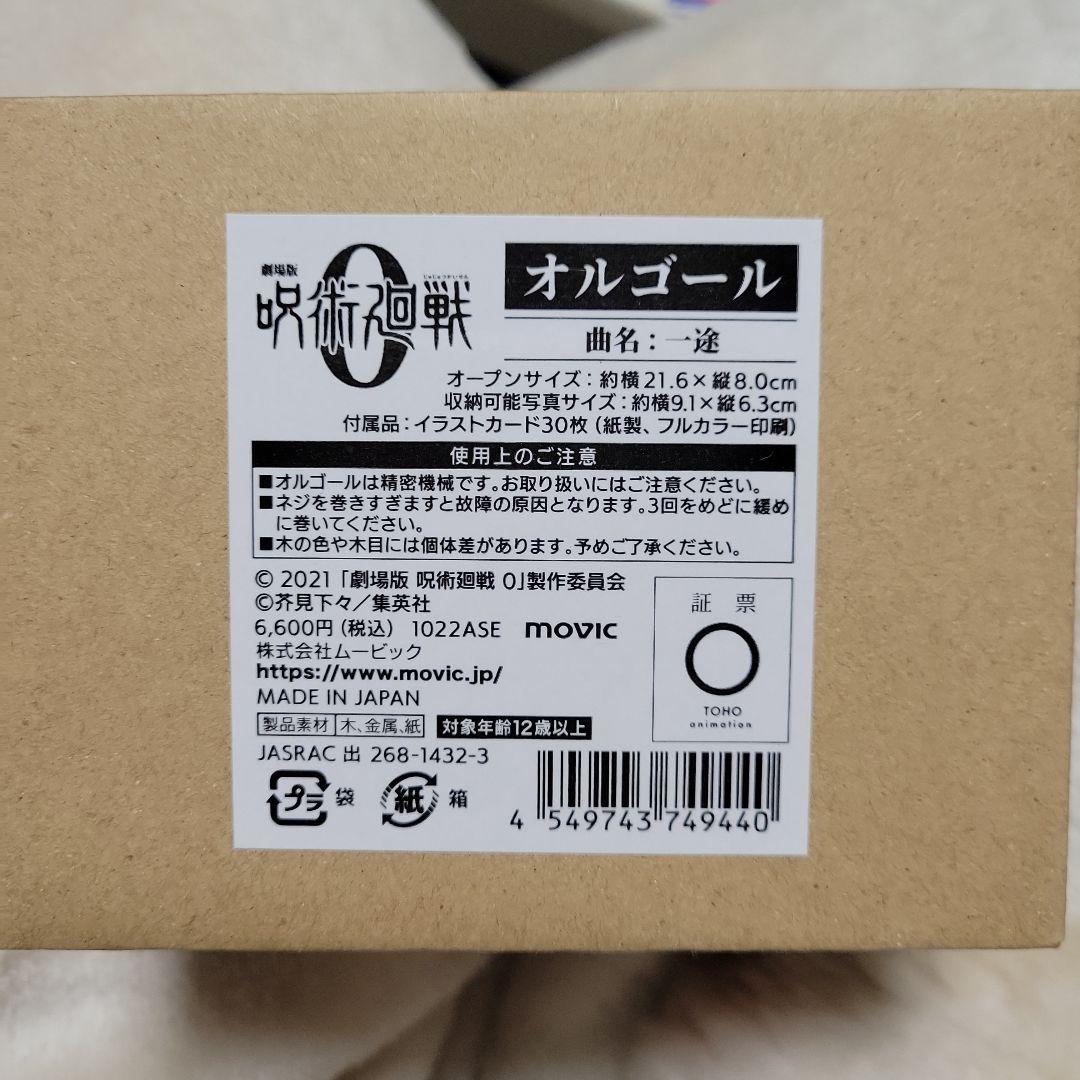 劇場版
じゅじゅつかいせん
呪術廻戦
0
オルゴール
曲名：一途
オープンサイズ：約横21.6×縦8.0cm
収納可能写真サイズ：約横9.1×縦6.3cm
付属品：イラストカード30枚（紙製、フルカラー印刷）
使用上のご注意
■オルゴールは精密機械です。お取り扱いにはご注意ください。
■ネジを巻きすぎますと故障の原因となります。3回をめどに緩め
に巻いてください。
■木の色や木目には個体差があります。予めご了承ください。
© 2021「劇場版 呪術廻戦 0」製作委員会
©芥見下々／集英社
6,600円（税込） 1022ASE movic
株式会社ムービック
https://www.movic.jp/
MADE IN JAPAN
製品素材 木、金属、紙 対象年齢12歳以上
JASRAC 出 268-1432-3
プラ 袋 紙 箱
証 票
TOHO
animation
4 549743 749440